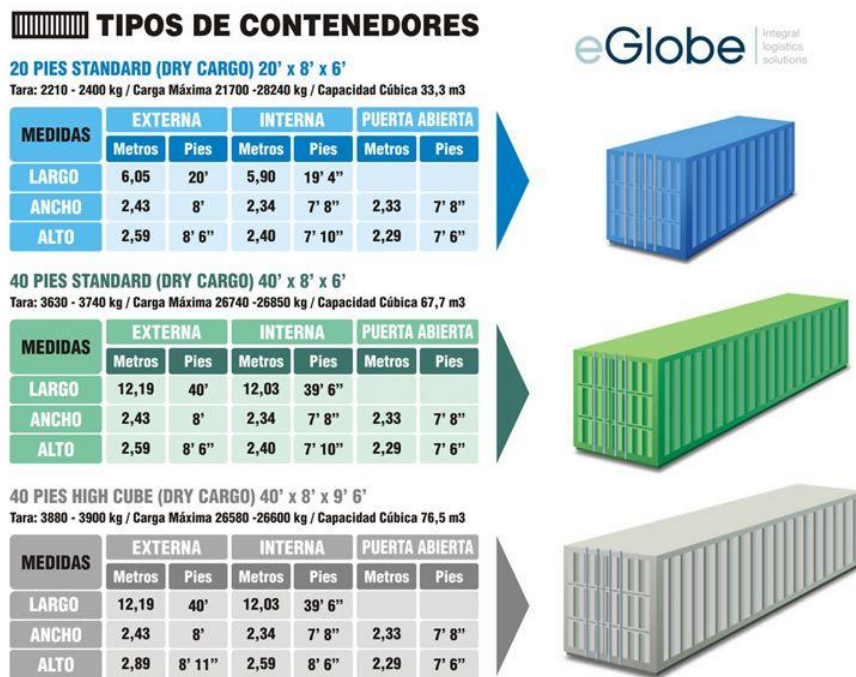 TIPOS DE CONTENEDORES
eGlobe
Integral
logistics
solutions
20 PIES STANDARD (DRY CARGO) 20' x 8' x 6'
Tara: 2210 - 2400 kg / Carga Máxima 21700 -28240 kg / Capacidad Cúbica 33,3 m3
MEDIDAS EXTERNA INTERNA PUERTA ABIERTA
Metros Pies Metros Pies Metros Pies
LARGO 6,05 20' 5,90 19' 4”
ANCHO 2,43 8' 2,34 7' 8” 2,33 7' 8”
ALTO 2,59 8' 6” 2,40 7' 10” 2,29 7' 6”
40 PIES STANDARD (DRY CARGO) 40' x 8' x 6'
Tara: 3630 - 3740 kg / Carga Máxima 26740 -26850 kg / Capacidad Cúbica 67,7 m3
MEDIDAS EXTERNA INTERNA PUERTA ABIERTA
Metros Pies Metros Pies Metros Pies
LARGO 12,19 40' 12,03 39' 6”
ANCHO 2,43 8' 2,34 7' 8” 2,33 7' 8”
ALTO 2,59 8' 6” 2,40 7' 10” 2,29 7' 6”
40 PIES HIGH CUBE (DRY CARGO) 40' x 8' x 9' 6'
Tara: 3880 - 3900 kg / Carga Máxima 26580 -26600 kg / Capacidad Cúbica 76,5 m3
MEDIDAS EXTERNA INTERNA PUERTA ABIERTA
Metros Pies Metros Pies Metros Pies
LARGO 12,19 40' 12,03 39' 6”
ANCHO 2,43 8' 2,34 7' 8” 2,33 7' 8”
ALTO 2,89 8' 11” 2,59 8' 6” 2,29 7' 6”